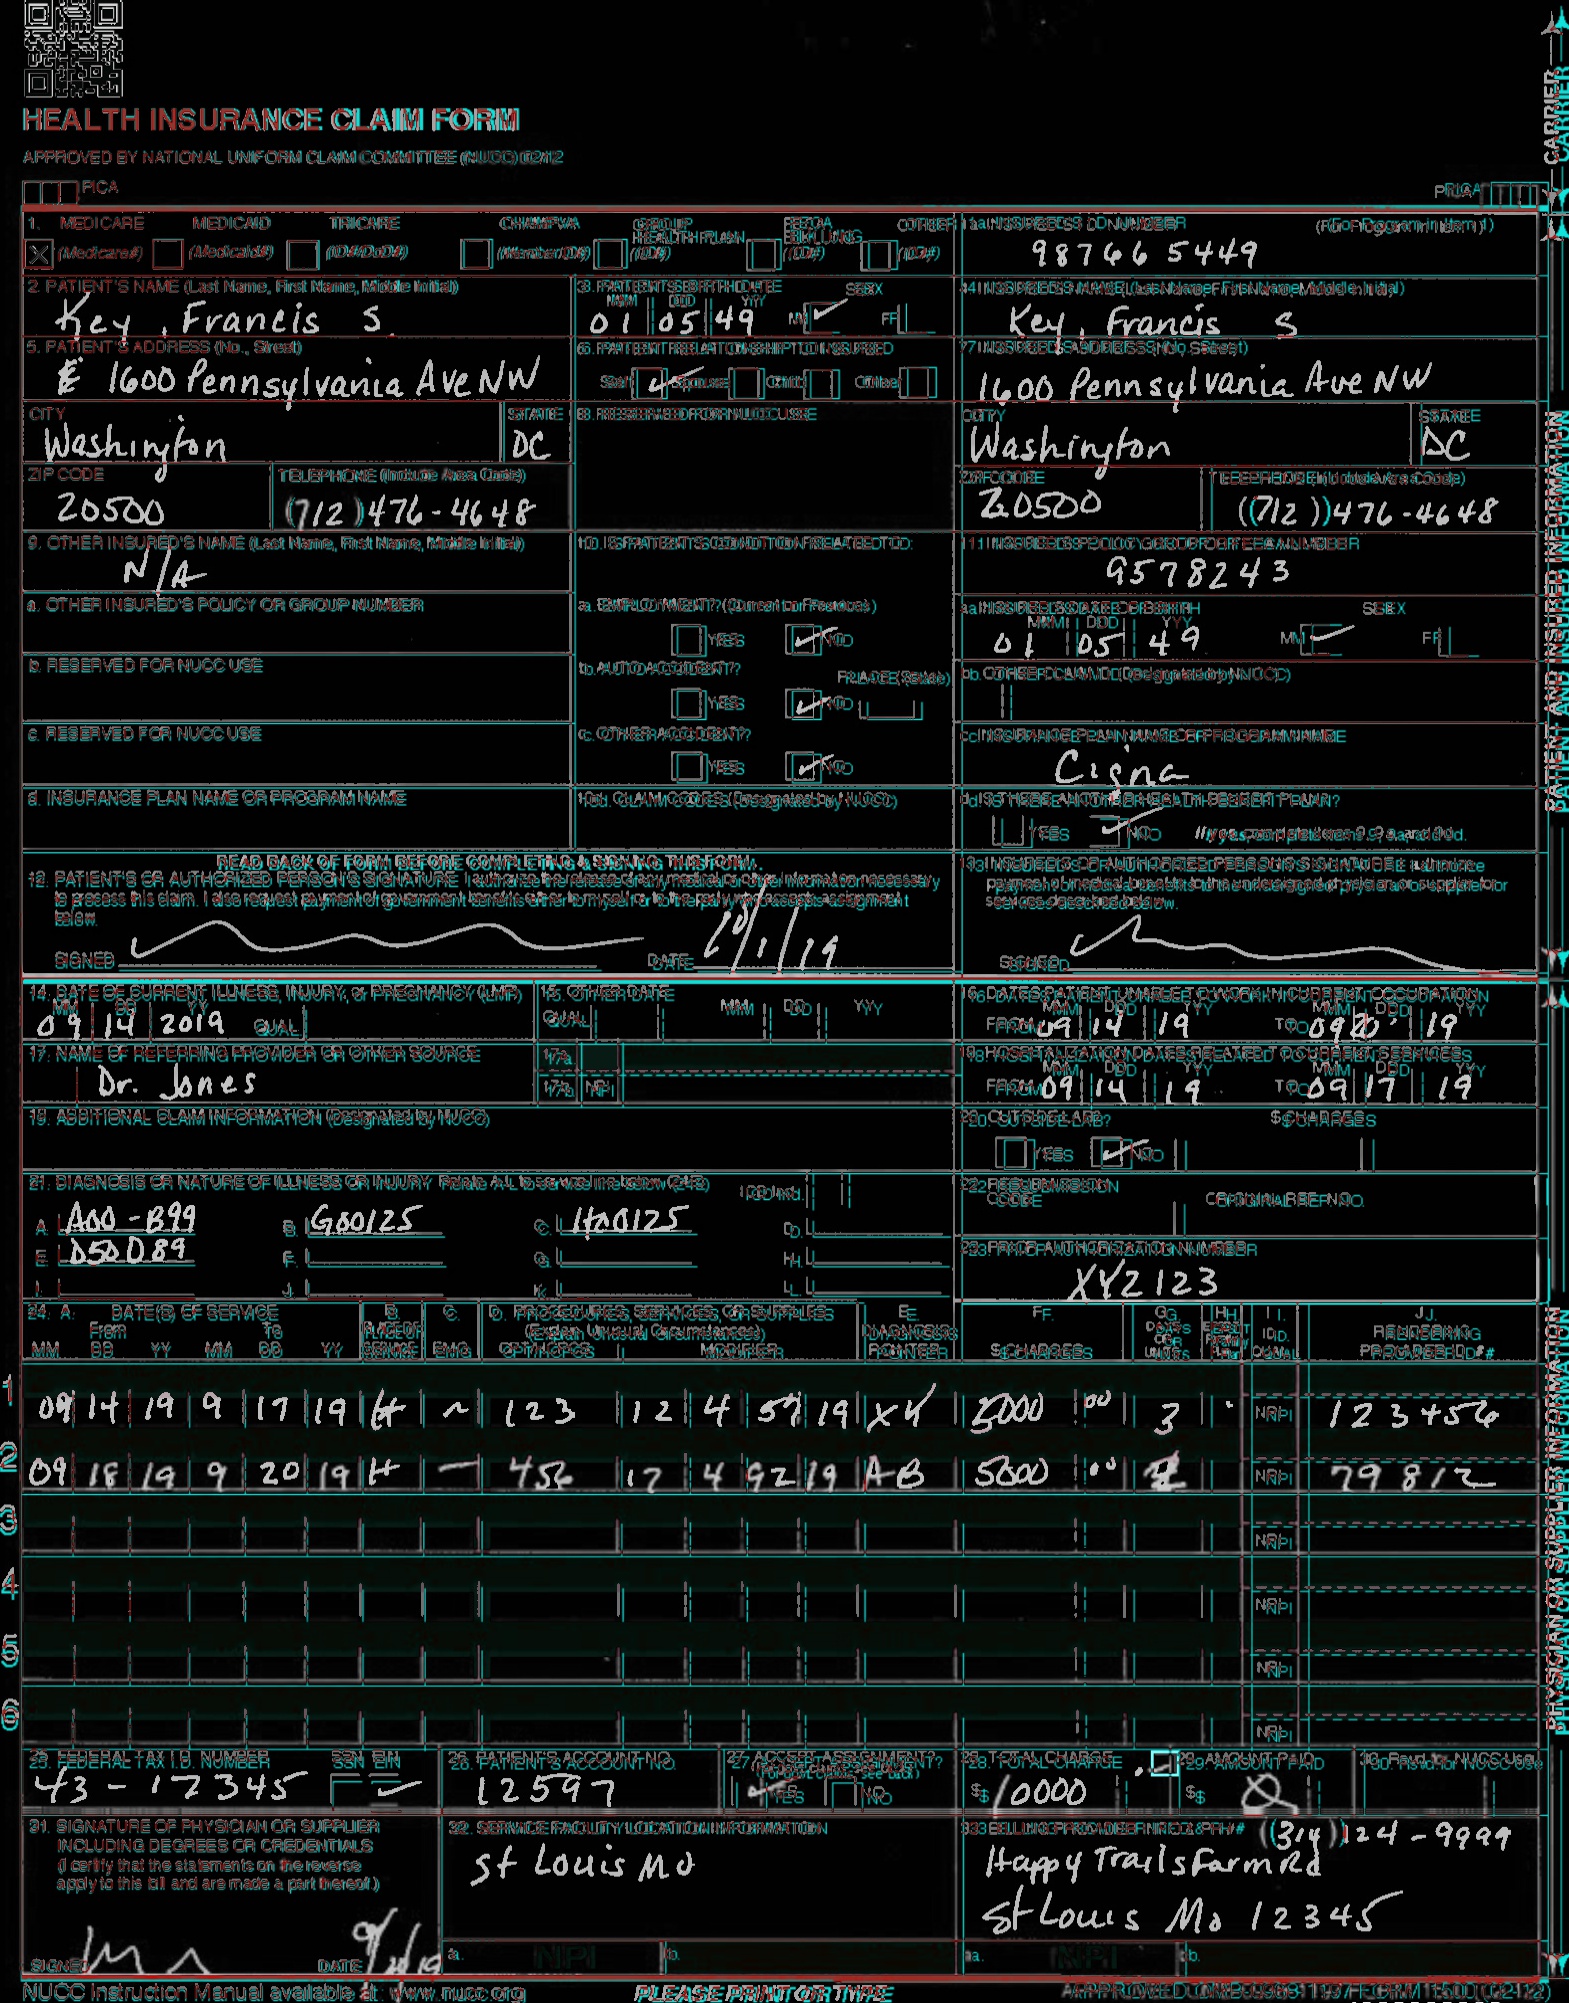 HEALTH INSURANCE CLAIM FORM
APPROVED BY NATIONAL UNIFORM CLAIM COMMITTEE (NUCC) 02/12
PICA
PICA
CARRIER
1. MEDICARE MEDICAID TRICARE CHAMPVA GROUP HEALTH PLAN FECA BLK LUNG OTHER
(Medicare#) (Medicaid#) (ID#/DoD#) (Member ID#) (ID#) (ID#) (ID#)
1a. INSURED'S I.D. NUMBER (For Program in Item 1)
98766 5449
2. PATIENT'S NAME (Last Name, First Name, Middle Initial)
Key, Francis S.
3. PATIENT'S BIRTH DATE SEX
MM DD YY
01 05 49 M F
4. INSURED'S NAME (Last Name, First Name, Middle Initial)
Key, Francis S
5. PATIENT'S ADDRESS (No., Street)
1600 Pennsylvania Ave NW
6. PATIENT RELATIONSHIP TO INSURED
Self Spouse Child Other
7. INSURED'S ADDRESS (No., Street)
1600 Pennsylvania Ave NW
CITY STATE
Washington DC
8. RESERVED FOR NUCC USE
CITY STATE
Washington DC
ZIP CODE TELEPHONE (Include Area Code)
20500 (712) 476-4648
ZIP CODE TELEPHONE (Include Area Code)
20500 (712) 476-4648
9. OTHER INSURED'S NAME (Last Name, First Name, Middle Initial)
N/A
10. IS PATIENT'S CONDITION RELATED TO:
11. INSURED'S POLICY GROUP OR FECA NUMBER
9578243
a. OTHER INSURED'S POLICY OR GROUP NUMBER
a. EMPLOYMENT? (Current or Previous)
YES NO
a. INSURED'S DATE OF BIRTH SEX
MM DD YY
01 05 49 M F
b. RESERVED FOR NUCC USE
b. AUTO ACCIDENT? PLACE (State)
YES NO
b. OTHER CLAIM ID (Designated by NUCC)
c. RESERVED FOR NUCC USE
c. OTHER ACCIDENT?
YES NO
c. INSURANCE PLAN NAME OR PROGRAM NAME
Cigna
d. INSURANCE PLAN NAME OR PROGRAM NAME
10d. CLAIM CODES (Designated by NUCC)
d. IS THERE ANOTHER HEALTH BENEFIT PLAN?
YES NO If yes, complete items 9, 9a, and 9d.
READ BACK OF FORM BEFORE COMPLETING & SIGNING THIS FORM.
12. PATIENT'S OR AUTHORIZED PERSON'S SIGNATURE I authorize the release of any medical or other information necessary
to process this claim. I also request payment of government benefits either to myself or to the party who accepts assignment
below.
SIGNED DATE 10/1/19
13. INSURED'S OR AUTHORIZED PERSON'S SIGNATURE I authorize
payment of medical benefits to the undersigned physician or supplier for
services described below.
SIGNED
PATIENT AND INSURED INFORMATION
14. DATE OF CURRENT ILLNESS, INJURY, or PREGNANCY (LMP)
MM DD YY
09 14 2019 QUAL.
15. OTHER DATE
QUAL. MM DD YY
16. DATES PATIENT UNABLE TO WORK IN CURRENT OCCUPATION
MM DD YY MM DD YY
FROM 09 14 19 TO 09 19
17. NAME OF REFERRING PROVIDER OR OTHER SOURCE
Dr. Jones
17a.
17b. NPI
18. HOSPITALIZATION DATES RELATED TO CURRENT SERVICES
MM DD YY MM DD YY
FROM 09 14 19 TO 09 17 19
19. ADDITIONAL CLAIM INFORMATION (Designated by NUCC)
20. OUTSIDE LAB? $ CHARGES
YES NO
21. DIAGNOSIS OR NATURE OF ILLNESS OR INJURY Relate A-L to service line below (24E) ICD Ind.
A. A00-B99 B. G00125 C. H00125 D.
E. D50D89 F. G. H.
I. J. K. L.
22. RESUBMISSION CODE ORIGINAL REF. NO.
23. PRIOR AUTHORIZATION NUMBER
XYZ123
24. A. DATE(S) OF SERVICE B. PLACE OF SERVICE C. EMG D. PROCEDURES, SERVICES, OR SUPPLIES E. DIAGNOSIS POINTER F. $ CHARGES G. DAYS OR UNITS H. I. ID. QUAL. J. RENDERING PROVIDER ID. #
From To (Explain Unusual Circumstances)
MM DD YY MM DD YY CPT/HCPCS MODIFIER
1 09 14 19 9 17 19 H ~ 123 12 4 57 19 XY 5000 00 3 NPI 123456
2 09 18 19 9 20 19 H — 456 17 4 92 19 AB 5000 00 NPI 79812
3 NPI
4 NPI
5 NPI
6 NPI
25. FEDERAL TAX I.D. NUMBER SSN EIN
43-12345
26. PATIENT'S ACCOUNT NO.
12597
27. ACCEPT ASSIGNMENT?
(For govt. claims, see back)
YES NO
28. TOTAL CHARGE
$ 10000
29. AMOUNT PAID
$
30. Rsvd for NUCC Use
31. SIGNATURE OF PHYSICIAN OR SUPPLIER
INCLUDING DEGREES OR CREDENTIALS
(I certify that the statements on the reverse
apply to this bill and are made a part thereof.)
SIGNED DATE
32. SERVICE FACILITY LOCATION INFORMATION
St Louis Mo
a. NPI b.
33. BILLING PROVIDER INFO & PH # (314) 124-9999
Happy Trails Farm Rd
St Louis Mo 12345
a. NPI b.
PHYSICIAN OR SUPPLIER INFORMATION
NUCC Instruction Manual available at: www.nucc.org
PLEASE PRINT OR TYPE
APPROVED OMB-0938-1197 FORM 1500 (02-12)